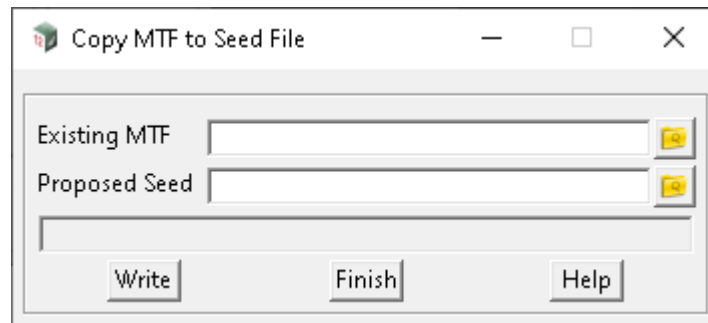 Copy MTF to Seed File
Existing MTF
Proposed Seed
Write Finish Help